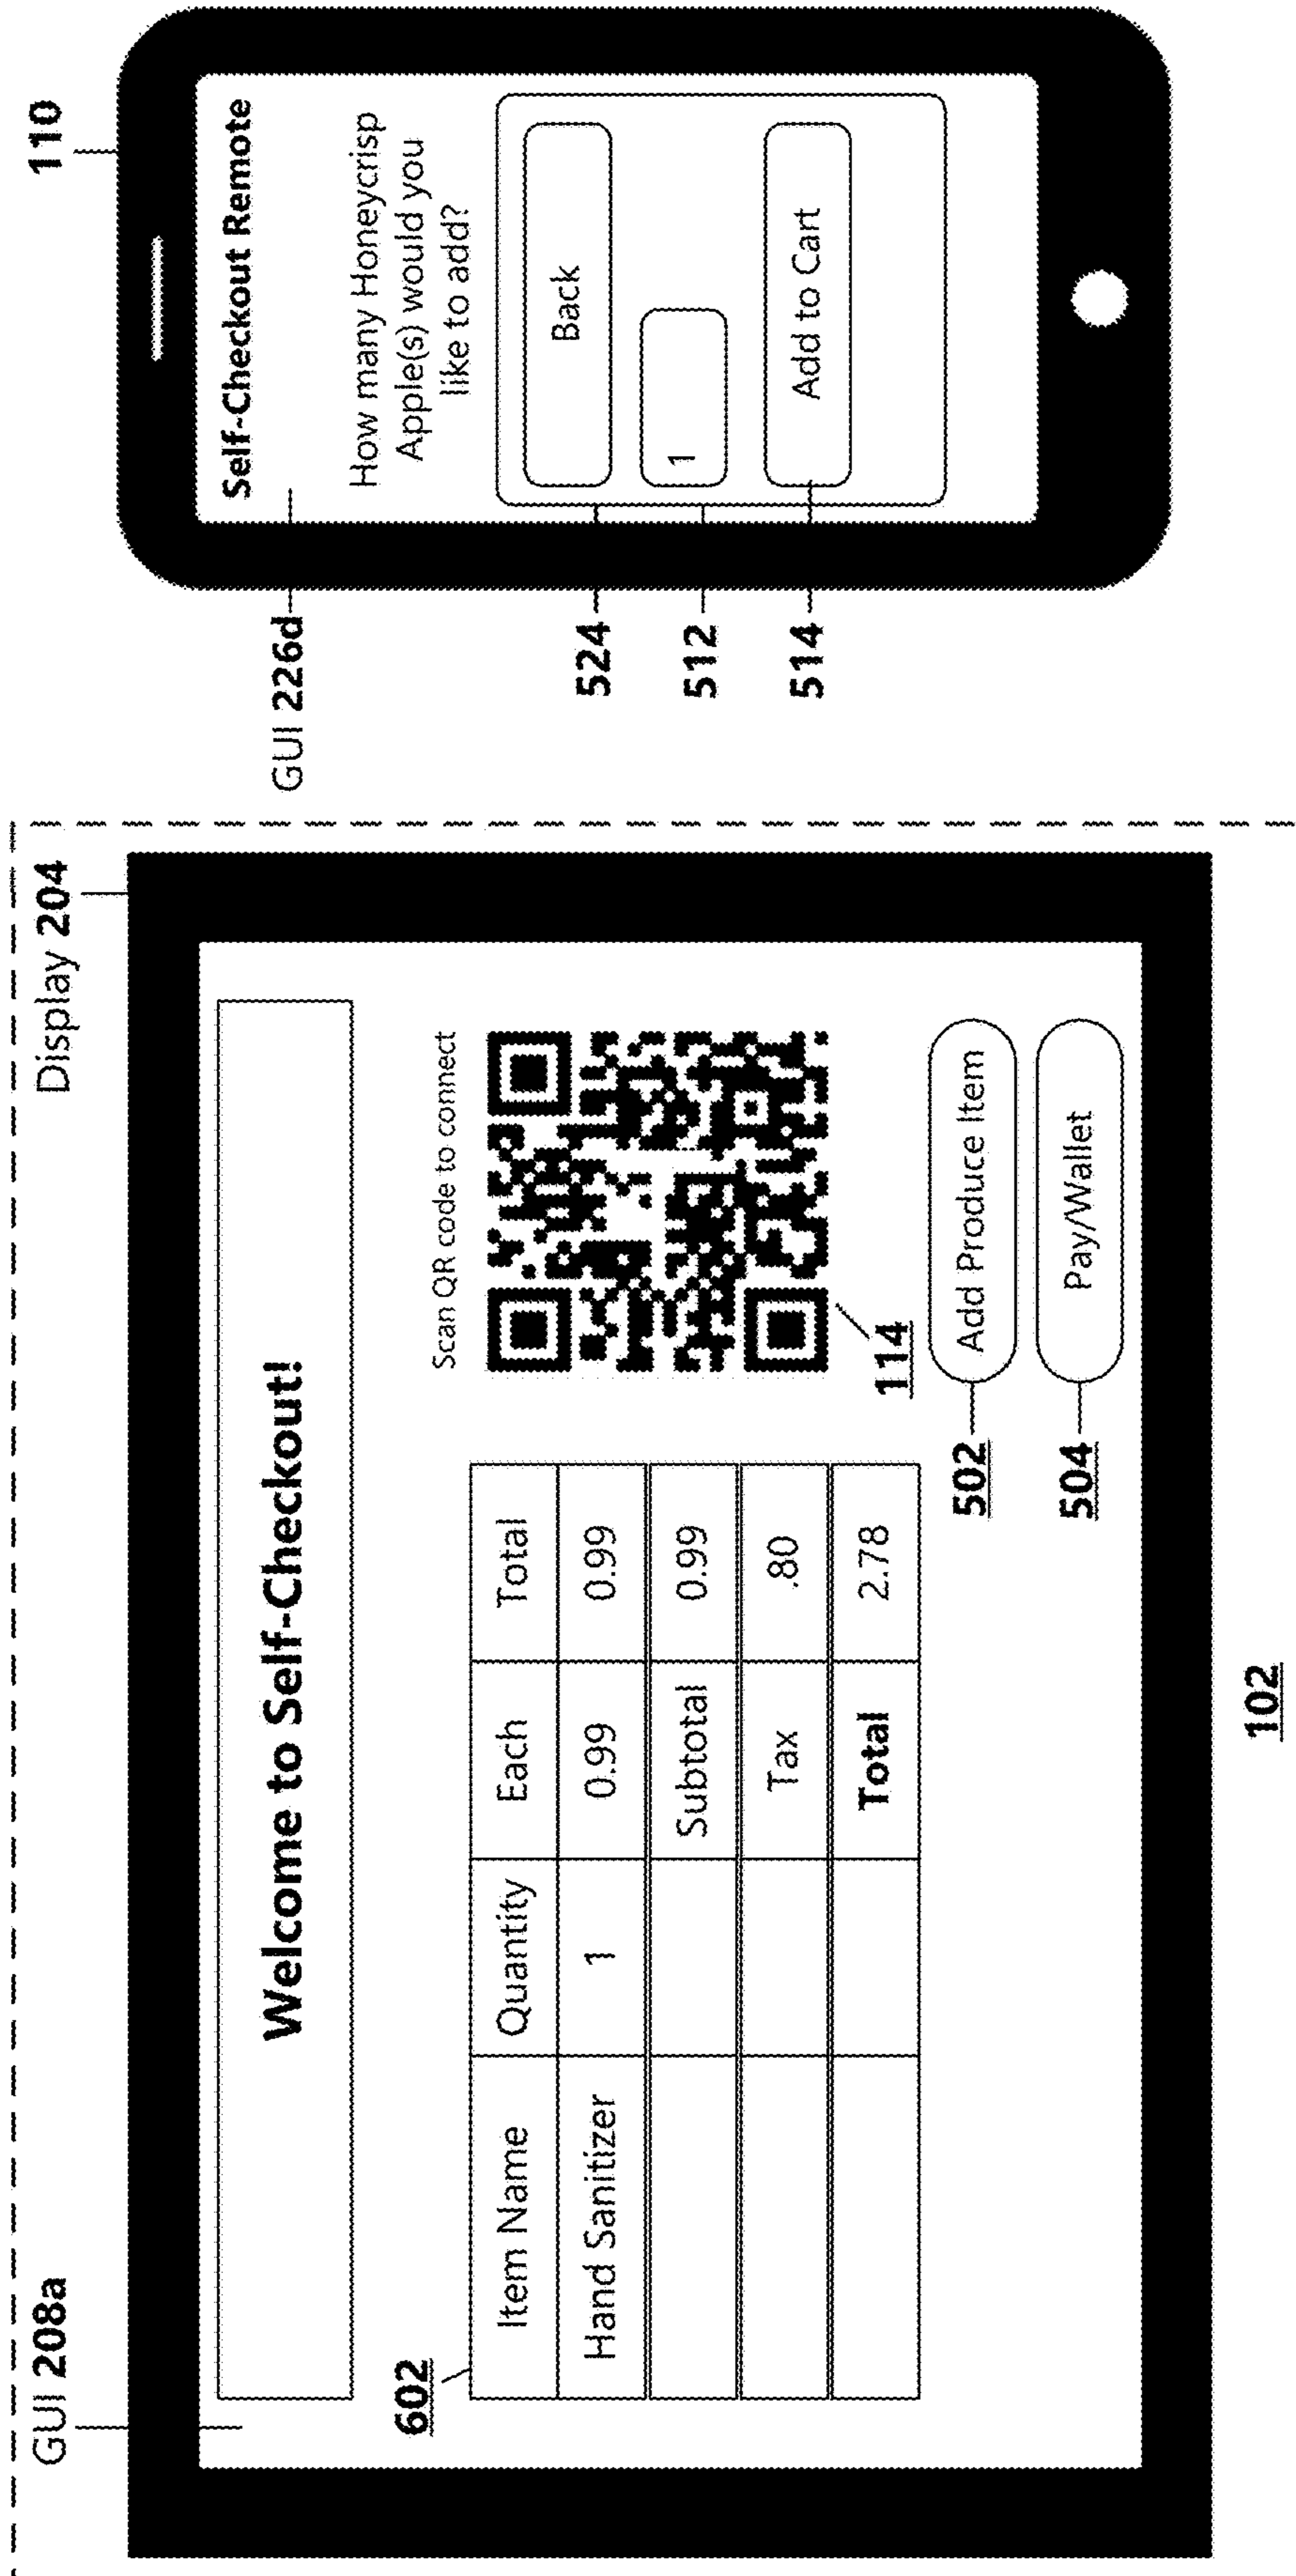 GUI 208a
Display 204
Welcome to Self-Checkout!
602
Item Name Quantity Each Total
Hand Sanitizer 1 0.99 0.99
Subtotal 0.99
Tax .80
Total 2.78
Scan QR code to connect
114
502
Add Produce Item
504
Pay/Wallet
102
110
GUI 226d
Self-Checkout Remote
How many Honeycrisp
Apple(s) would you
like to add?
524
Back
512
1
514
Add to Cart